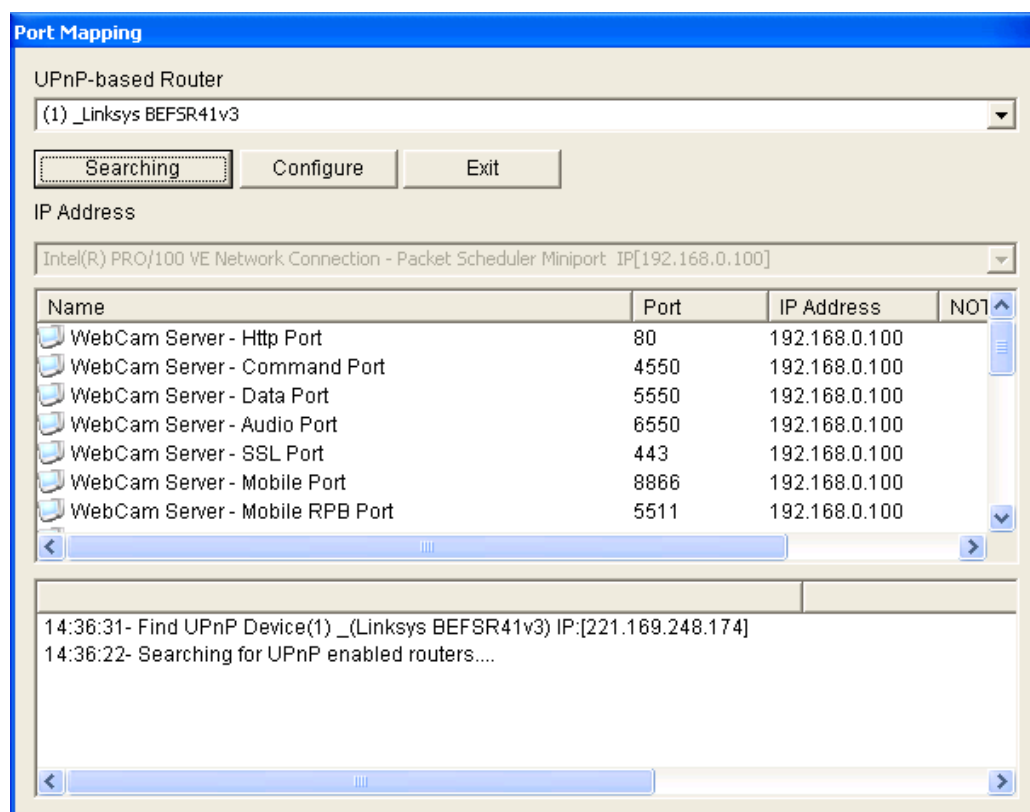 Port Mapping
UPnP-based Router
(1) _Linksys BEFSR41v3
Searching Configure Exit
IP Address
Intel(R) PRO/100 VE Network Connection - Packet Scheduler Miniport IP[192.168.0.100]
Name Port IP Address NOT
WebCam Server - Http Port 80 192.168.0.100
WebCam Server - Command Port 4550 192.168.0.100
WebCam Server - Data Port 5550 192.168.0.100
WebCam Server - Audio Port 6550 192.168.0.100
WebCam Server - SSL Port 443 192.168.0.100
WebCam Server - Mobile Port 8866 192.168.0.100
WebCam Server - Mobile RPB Port 5511 192.168.0.100
14:36:31- Find UPnP Device(1) _(Linksys BEFSR41v3) IP:[221.169.248.174]
14:36:22- Searching for UPnP enabled routers....